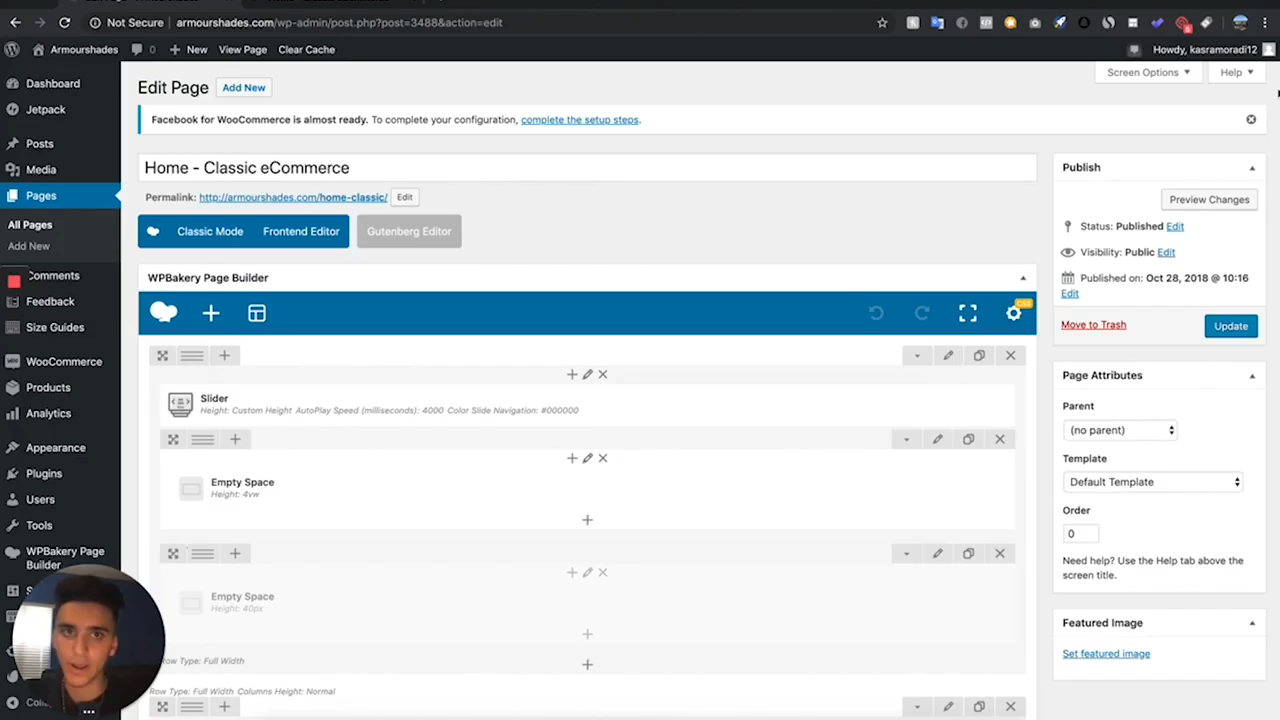 Not Secure | armourshades.com/wp-admin/post.php?post=3488&action=edit
Armourshades 0 New View Page Clear Cache Howdy, kasramoradi12
Screen Options Help
Dashboard
Jetpack
Posts
Media
Pages
All Pages
Add New
Comments
Feedback
Size Guides
WooCommerce
Products
Analytics
Appearance
Plugins
Users
Tools
WPBakery Page
Builder
Edit Page Add New
Facebook for WooCommerce is almost ready. To complete your configuration, complete the setup steps.
Home - Classic eCommerce
Permalink: http://armourshades.com/home-classic/ Edit
Classic Mode Frontend Editor Gutenberg Editor
WPBakery Page Builder
CSS
Slider
Height: Custom Height AutoPlay Speed (milliseconds): 4000 Color Slide Navigation: #000000
Empty Space
Height: 4vw
Empty Space
Height: 40px
Row Type: Full Width
Row Type: Full Width Columns Height: Normal
Publish
Preview Changes
Status: Published Edit
Visibility: Public Edit
Published on: Oct 28, 2018 @ 10:16
Edit
Move to Trash Update
Page Attributes
Parent
(no parent)
Template
Default Template
Order
0
Need help? Use the Help tab above the
screen title.
Featured Image
Set featured image